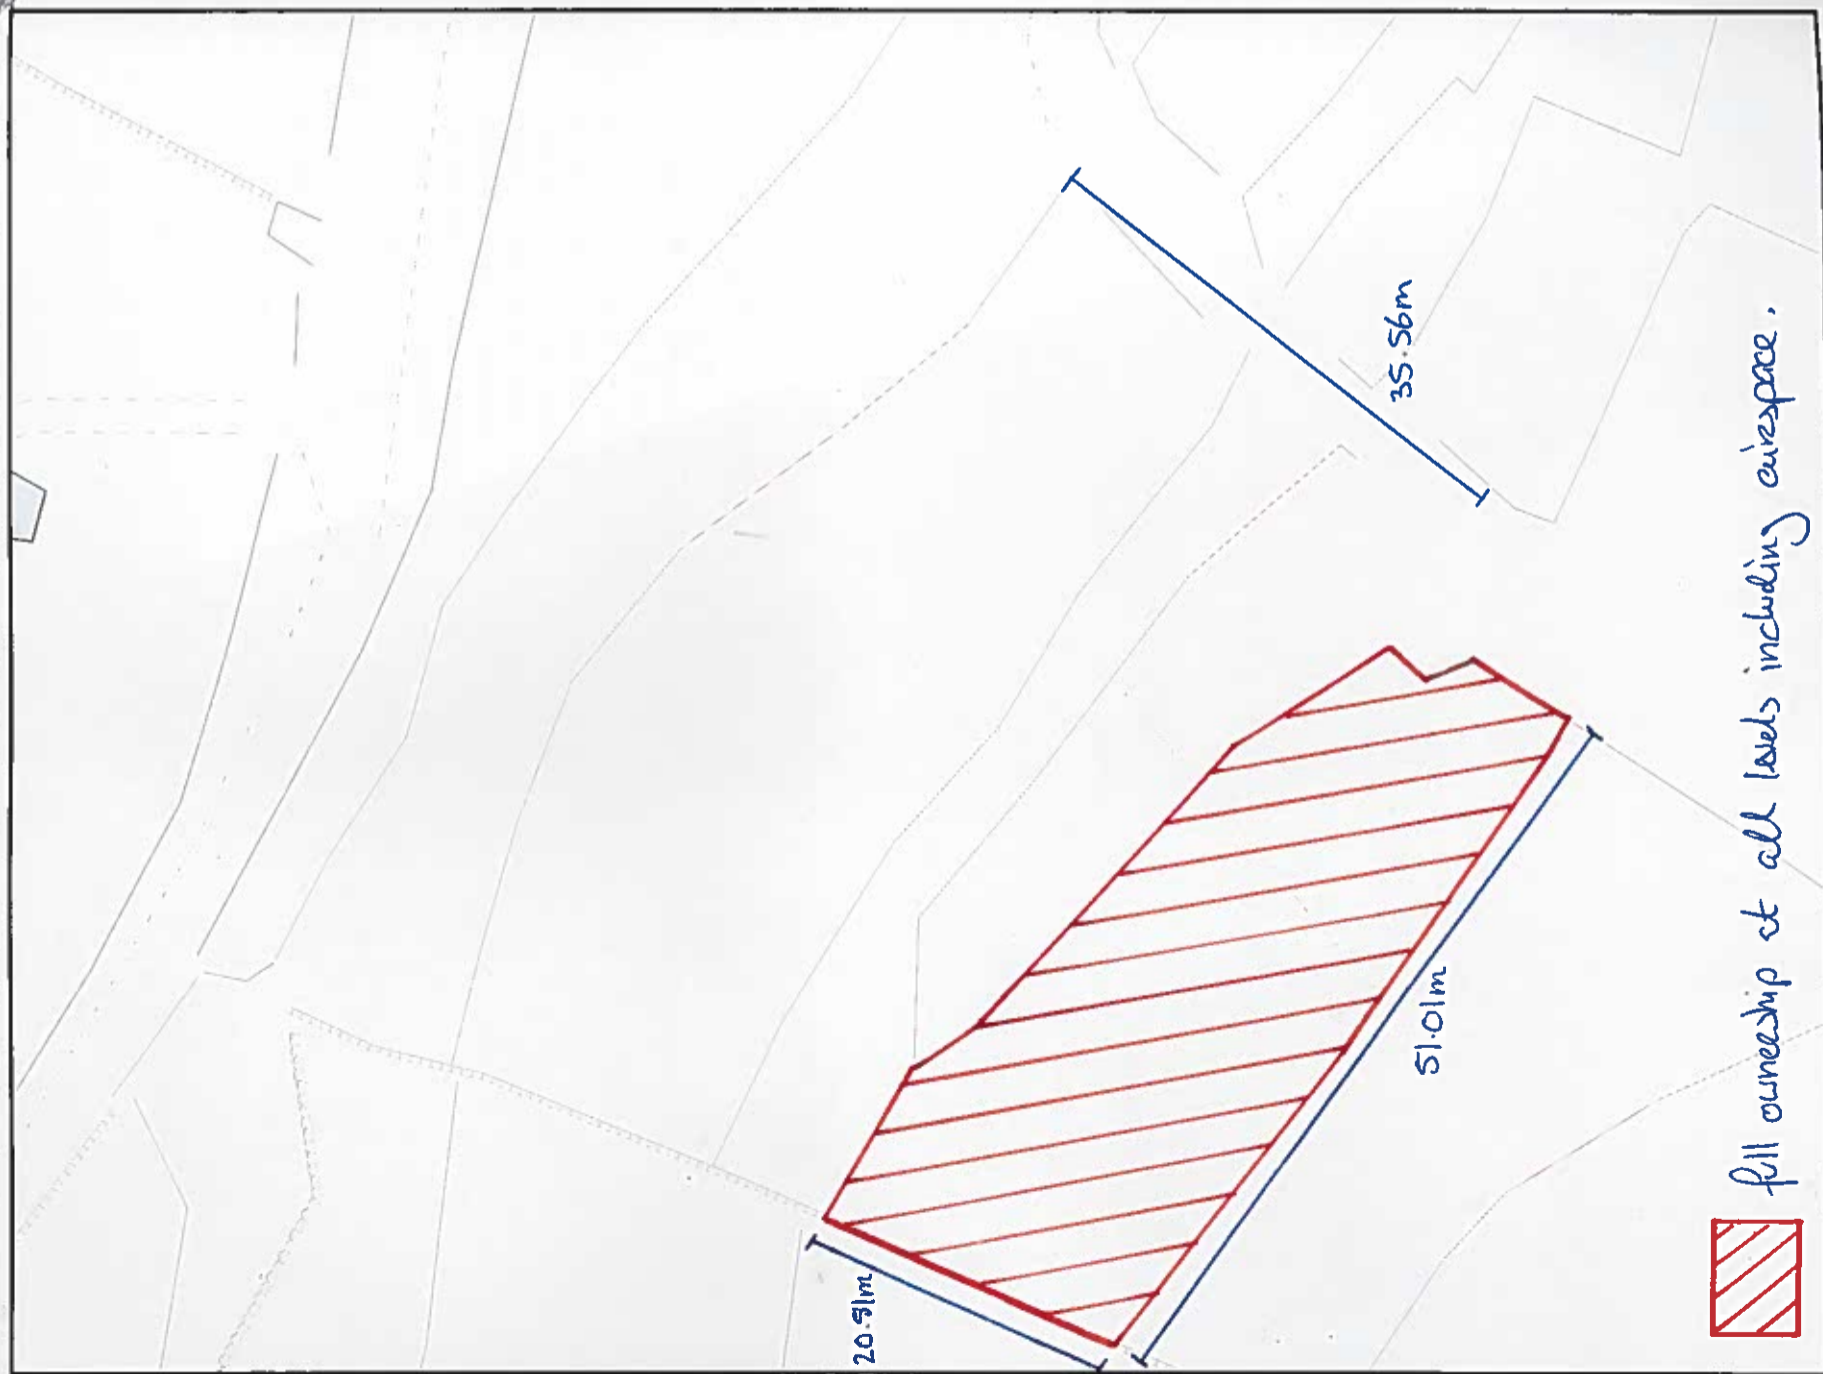 35.56m
51.01m
20.91m
full ownership at all levels including airspace.